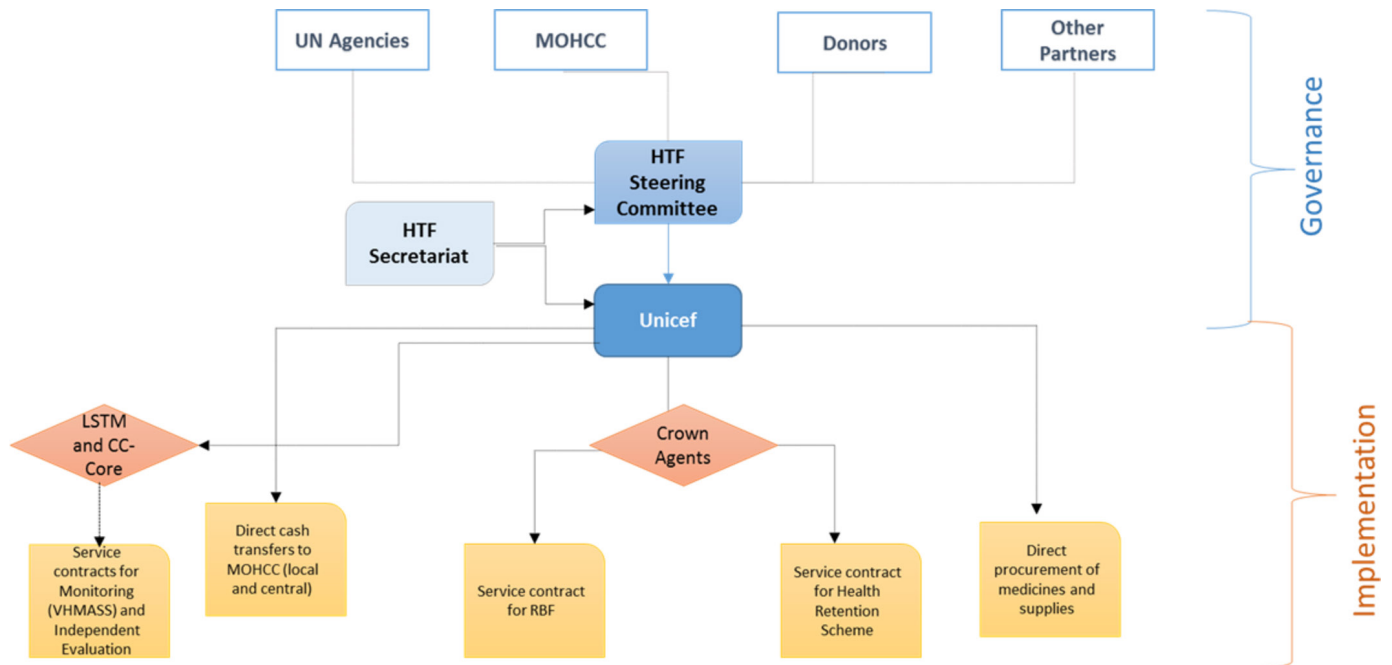 UN Agencies
MOHCC
Donors
Other
Partners
HTF
Steering
Committee
HTF
Secretariat
Unicef
Governance
LSTM
and CC-
Core
Crown
Agents
Service
contracts for
Monitoring
(VHMASS) and
Independent
Evaluation
Direct cash
transfers to
MOHCC (local
and central)
Service contract
for RBF
Service contract
for Health
Retention
Scheme
Direct
procurement of
medicines and
supplies
Implementation